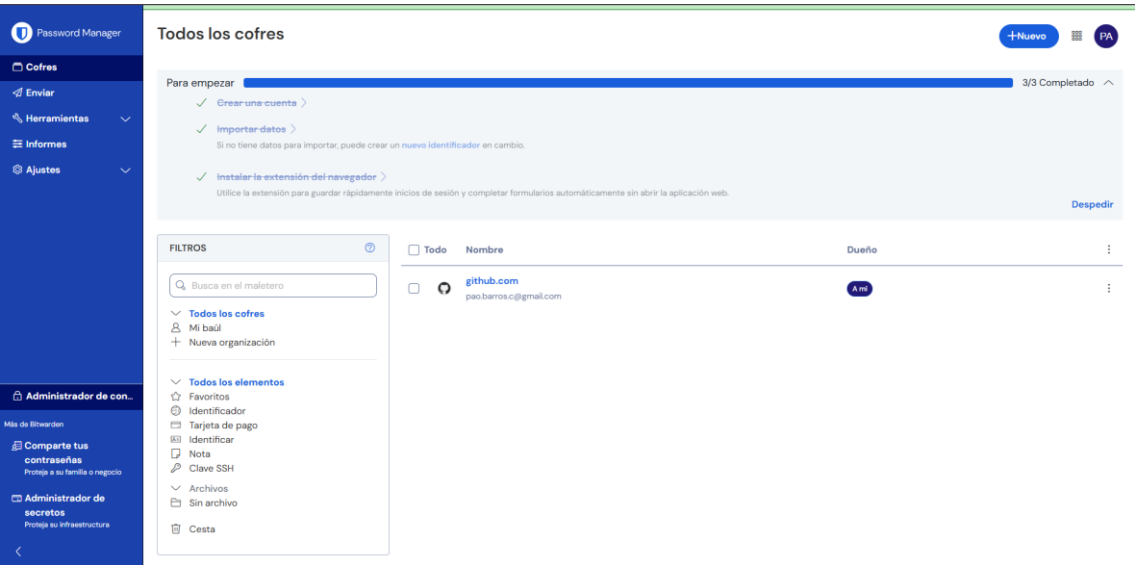 Password Manager
Cofres
Enviar
Herramientas
Informes
Ajustes
Administrador de con...
Más de Bitwarden
Comparte tus
contraseñas
Proteja a su familia o negocio
Administrador de
secretos
Proteja su infraestructura
Todos los cofres
+Nuevo
PA
Para empezar
3/3 Completado
Crear una cuenta
Importar datos
Si no tiene datos para importar, puede crear un nuevo identificador en cambio.
Instalar la extensión del navegador
Utilice la extensión para guardar rápidamente inicios de sesión y completar formularios automáticamente sin abrir la aplicación web.
Despedir
FILTROS
Busca en el maletero
Todos los cofres
Mi baúl
Nueva organización
Todos los elementos
Favoritos
Identificador
Tarjeta de pago
Identificar
Nota
Clave SSH
Archivos
Sin archivo
Cesta
Todo Nombre Dueño
github.com
pao.barros.c@gmail.com
A mí